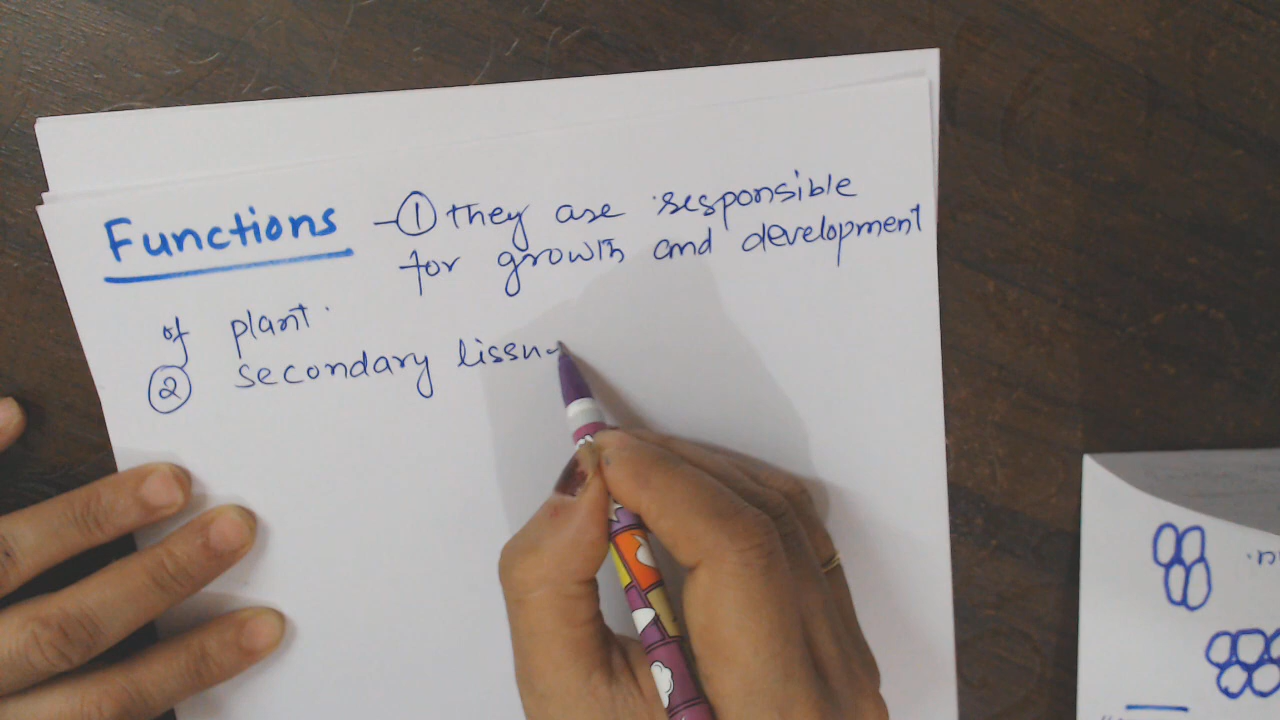 Functions - ① they are responsible
for growth and development
of plant.
② secondary tissu